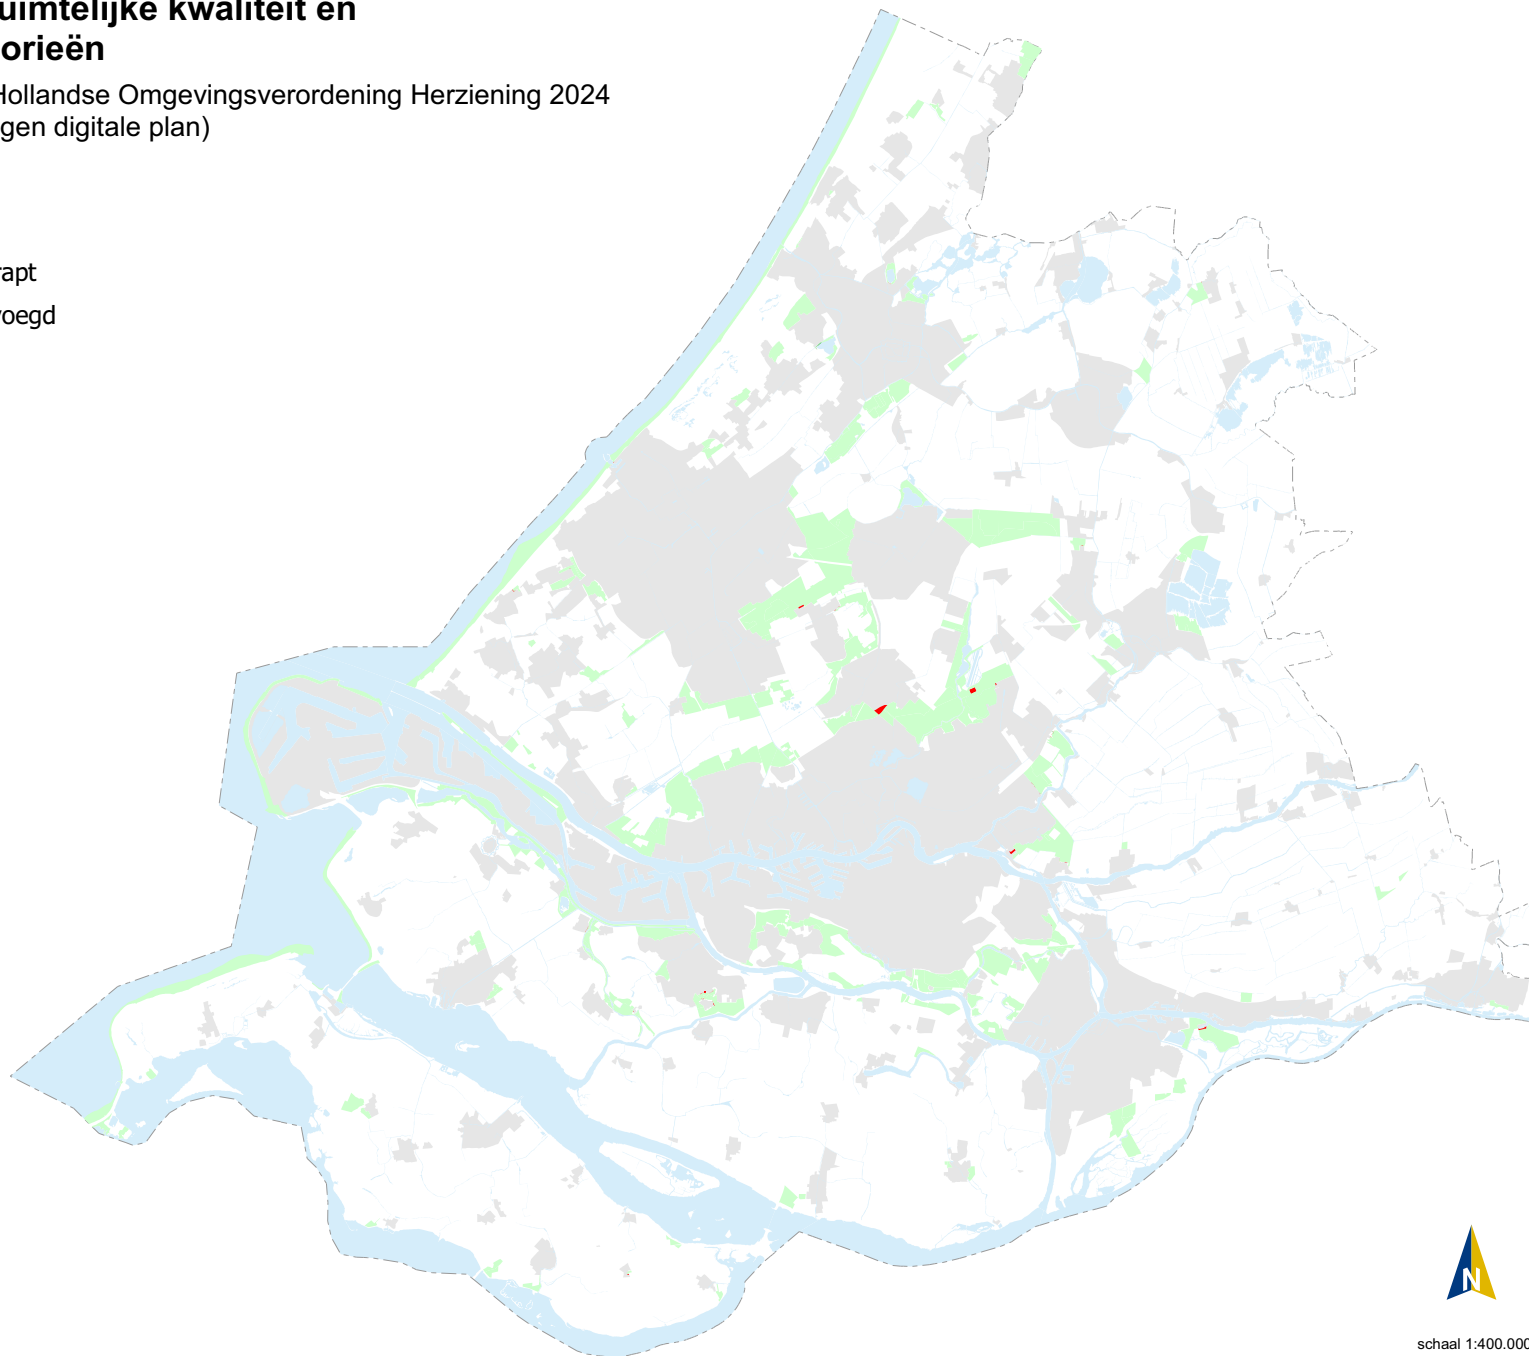 uimtelijke kwaliteit en
orieën
Hollandse Omgevingsverordening Herziening 2024
gen digitale plan)
rapt
voegd
N
schaal 1:400.000